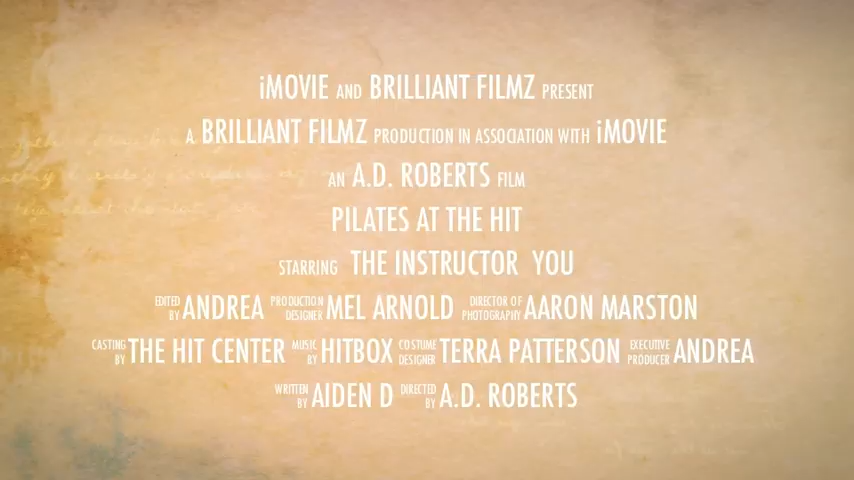 iMOVIE AND BRILLIANT FILMZ PRESENT
A BRILLIANT FILMZ PRODUCTION IN ASSOCIATION WITH iMOVIE
AN A.D. ROBERTS FILM
PILATES AT THE HIT
STARRING THE INSTRUCTOR YOU
EDITED BY ANDREA PRODUCTION DESIGNER MEL ARNOLD DIRECTOR OF PHOTOGRAPHY AARON MARSTON
CASTING BY THE HIT CENTER MUSIC BY HITBOX COSTUME DESIGNER TERRA PATTERSON EXECUTIVE PRODUCER ANDREA
WRITTEN BY AIDEN D DIRECTED BY A.D. ROBERTS